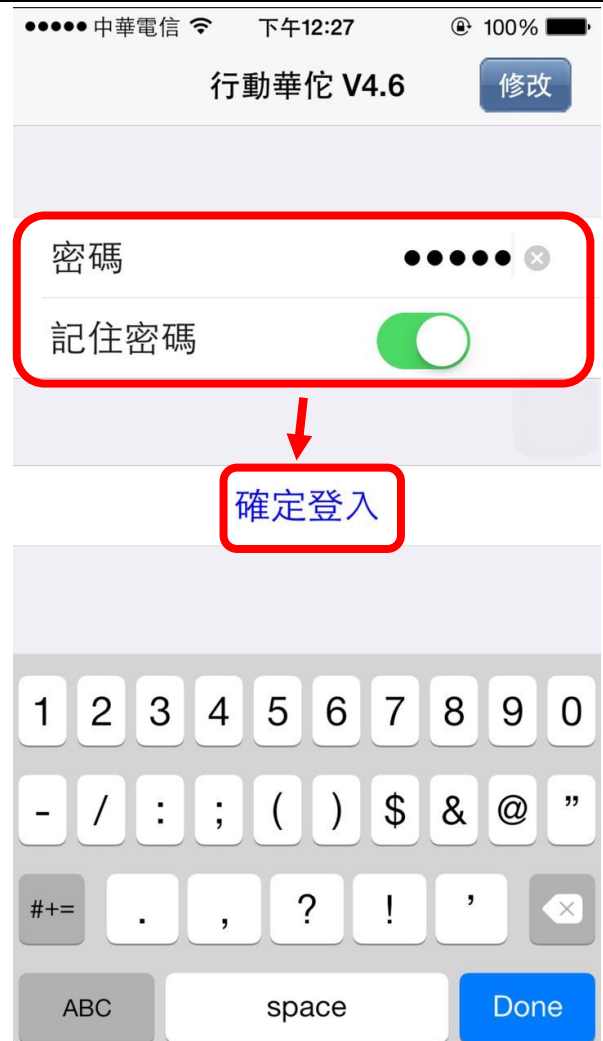 ●●●●● 中華電信 下午12:27 100%
行動華佗 V4.6 修改
密碼 ●●●●●
記住密碼
確定登入
1 2 3 4 5 6 7 8 9 0
- / : ; ( ) $ & @ ”
#+= . , ? ! ’
ABC space Done